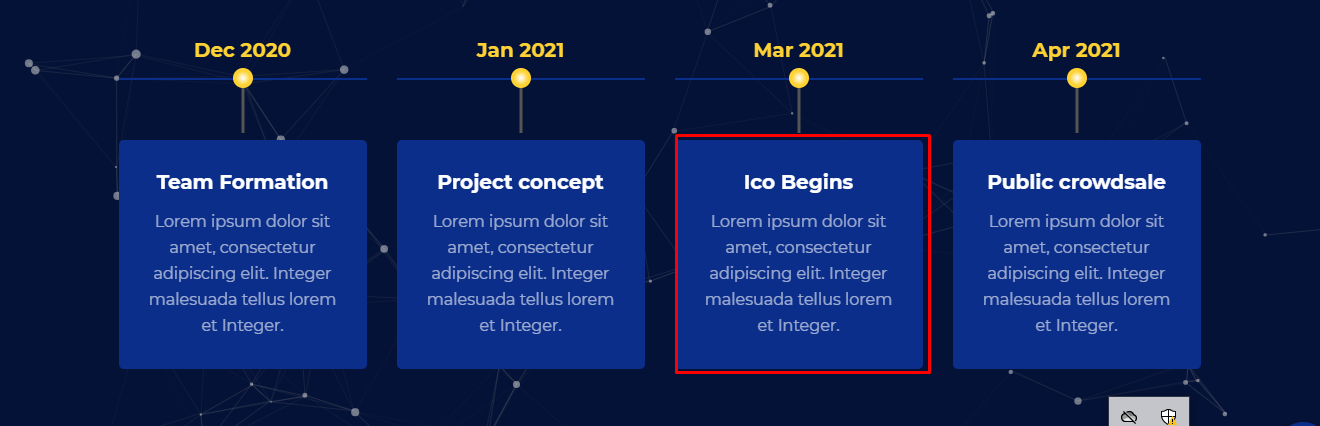 Dec 2020
Jan 2021
Mar 2021
Apr 2021
Team Formation
Lorem ipsum dolor sit
amet, consectetur
adipiscing elit. Integer
malesuada tellus lorem
et Integer.
Project concept
Lorem ipsum dolor sit
amet, consectetur
adipiscing elit. Integer
malesuada tellus lorem
et Integer.
Ico Begins
Lorem ipsum dolor sit
amet, consectetur
adipiscing elit. Integer
malesuada tellus lorem
et Integer.
Public crowdsale
Lorem ipsum dolor sit
amet, consectetur
adipiscing elit. Integer
malesuada tellus lorem
et Integer.